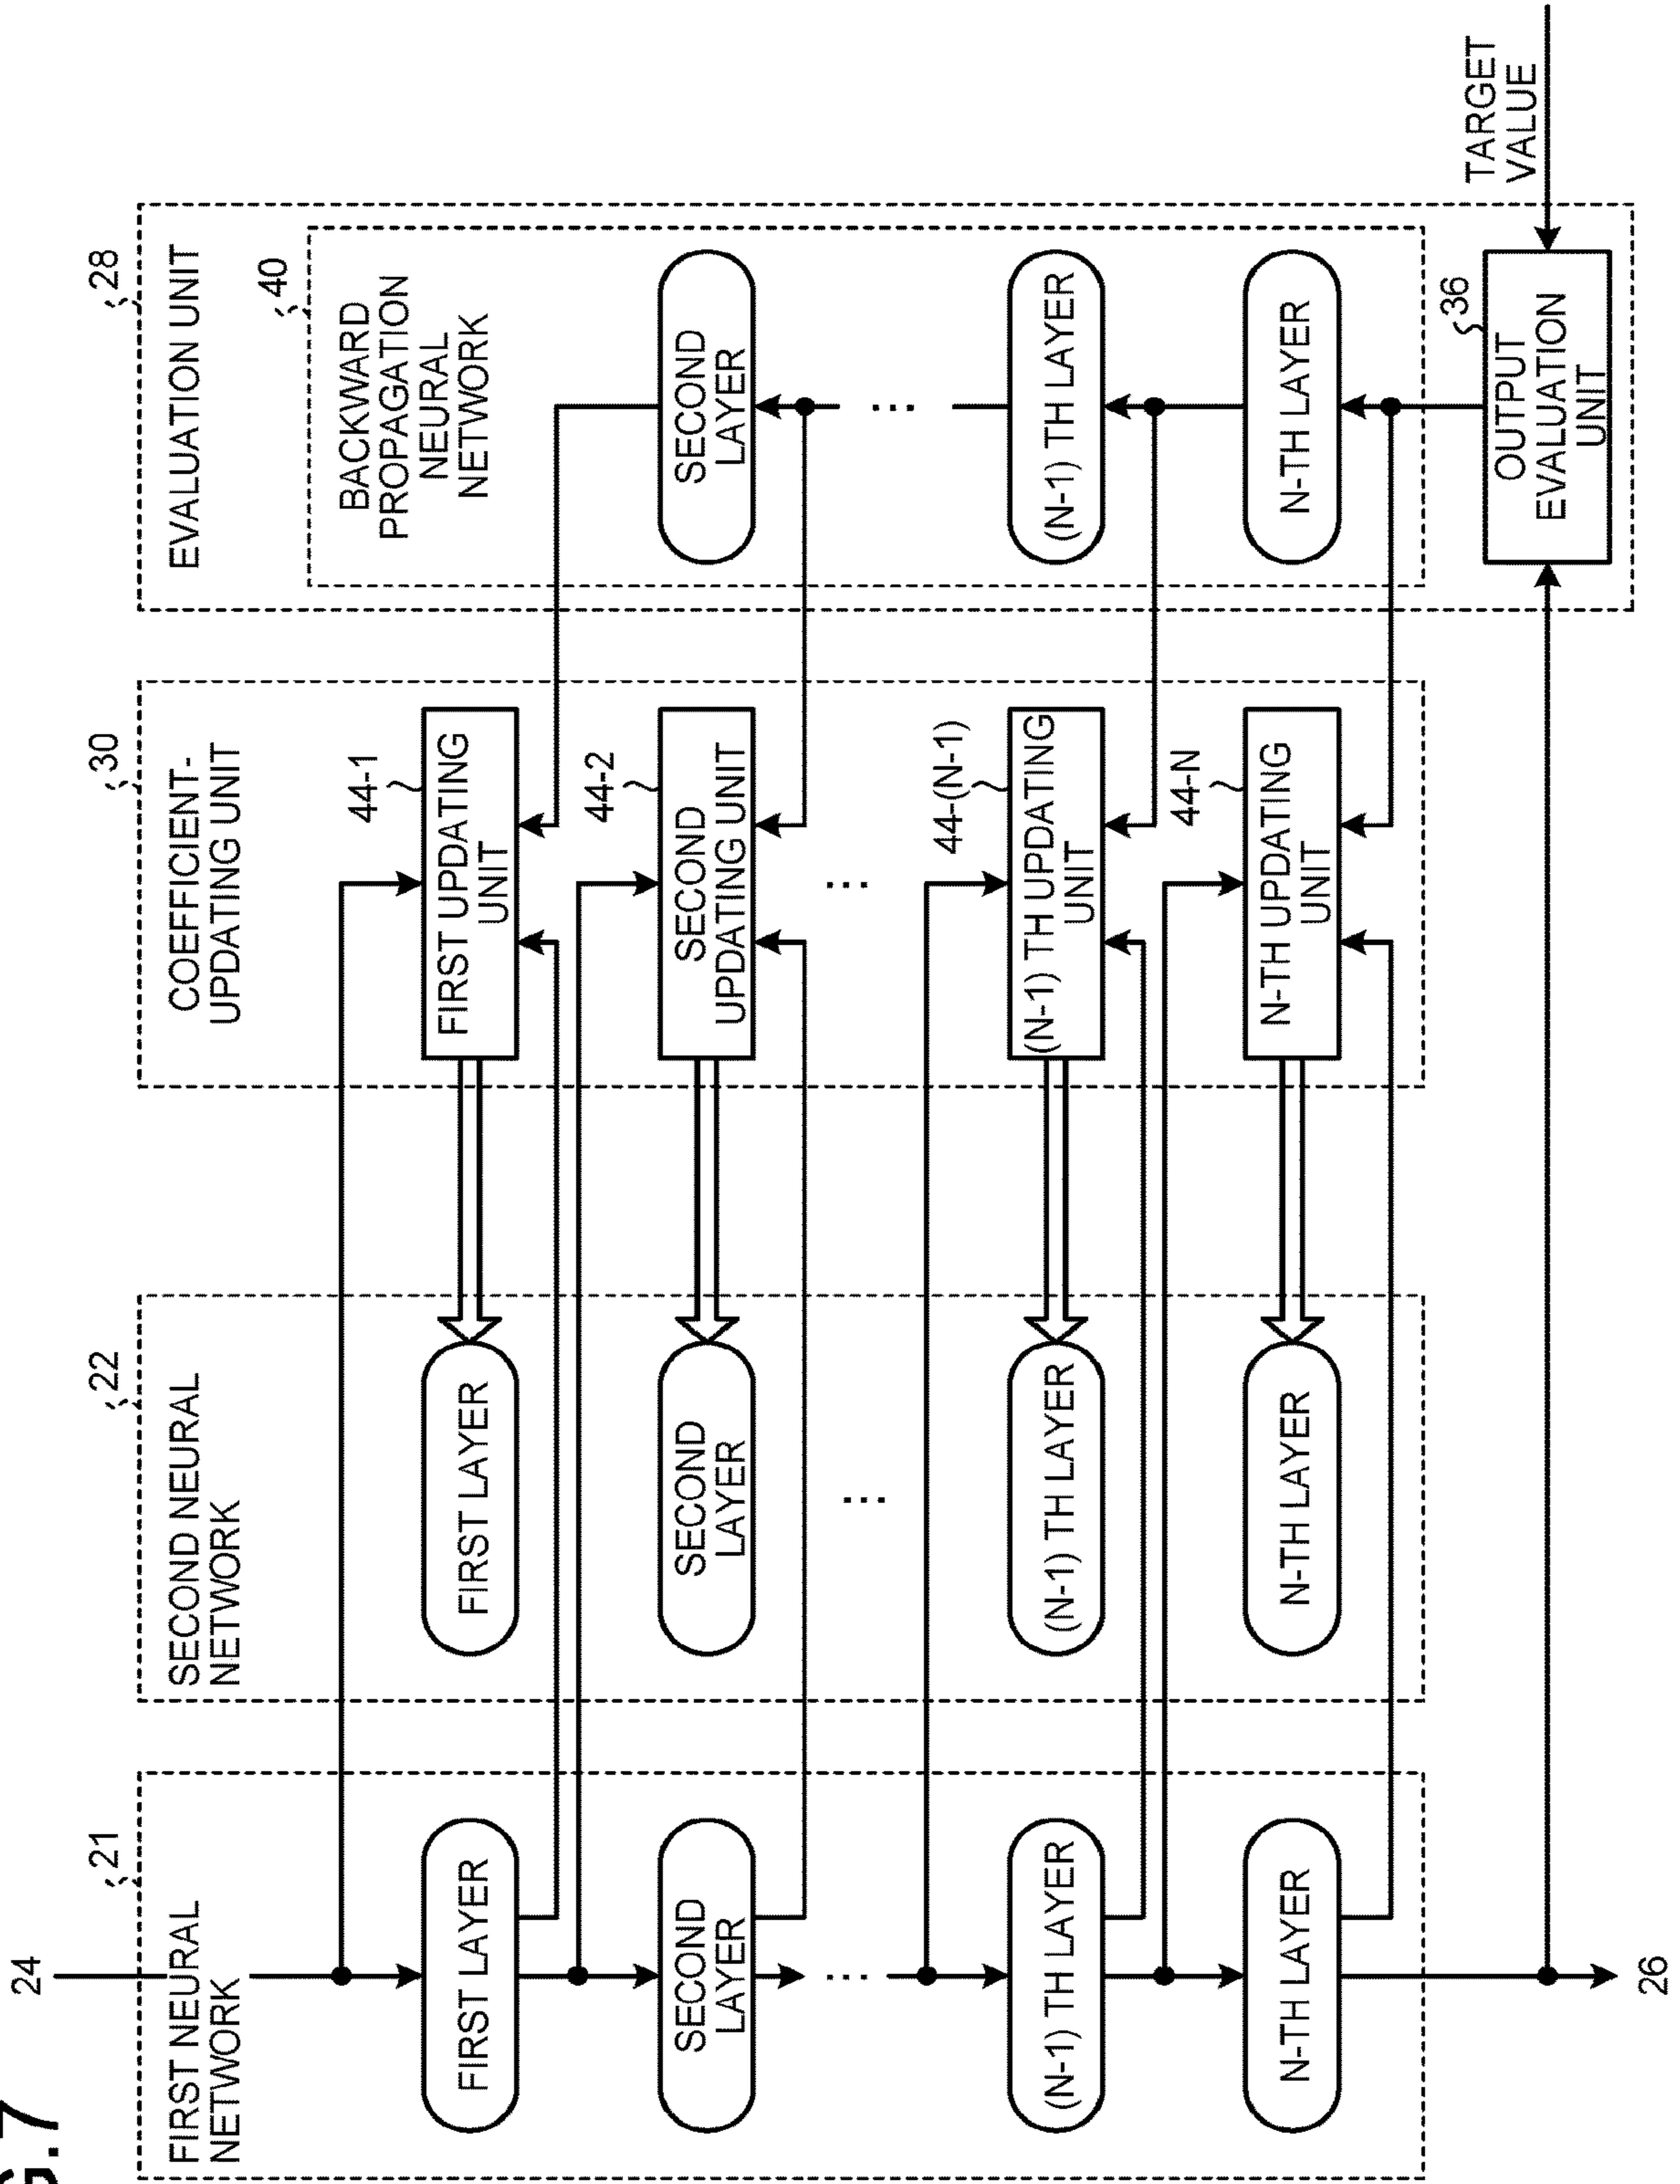 G.7
24
21
FIRST NEURAL
NETWORK
FIRST LAYER
SECOND
LAYER
...
(N-1) TH LAYER
N-TH LAYER
26
22
SECOND NEURAL
NETWORK
FIRST LAYER
SECOND
LAYER
...
(N-1) TH LAYER
N-TH LAYER
30
COEFFICIENT-
UPDATING UNIT
44-1
FIRST UPDATING
UNIT
44-2
SECOND
UPDATING UNIT
...
44-(N-1)
(N-1) TH UPDATING
UNIT
44-N
N-TH UPDATING
UNIT
28
EVALUATION UNIT
40
BACKWARD
PROPAGATION
NEURAL
NETWORK
SECOND
LAYER
...
(N-1) TH LAYER
N-TH LAYER
36
OUTPUT
EVALUATION
UNIT
TARGET
VALUE